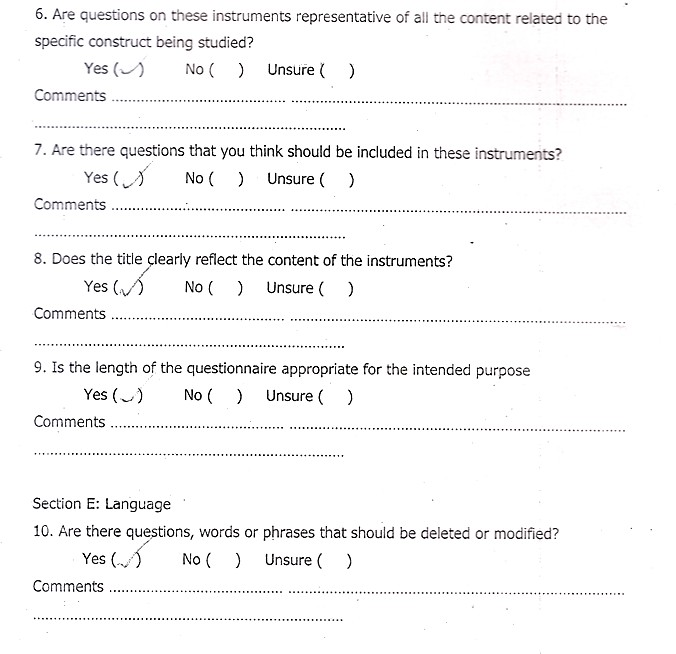 6. Are questions on these instruments representative of all the content related to the
specific construct being studied?
Yes (✓) No ( ) Unsure ( )
Comments ........................................................................................................
..............................................................................
7. Are there questions that you think should be included in these instruments?
Yes (✓) No ( ) Unsure ( )
Comments ........................................................................................................
..............................................................................
8. Does the title clearly reflect the content of the instruments?
Yes (✓) No ( ) Unsure ( )
Comments ........................................................................................................
..............................................................................
9. Is the length of the questionnaire appropriate for the intended purpose
Yes (✓) No ( ) Unsure ( )
Comments ........................................................................................................
..............................................................................
Section E: Language
10. Are there questions, words or phrases that should be deleted or modified?
Yes (✓) No ( ) Unsure ( )
Comments ........................................................................................................
..............................................................................